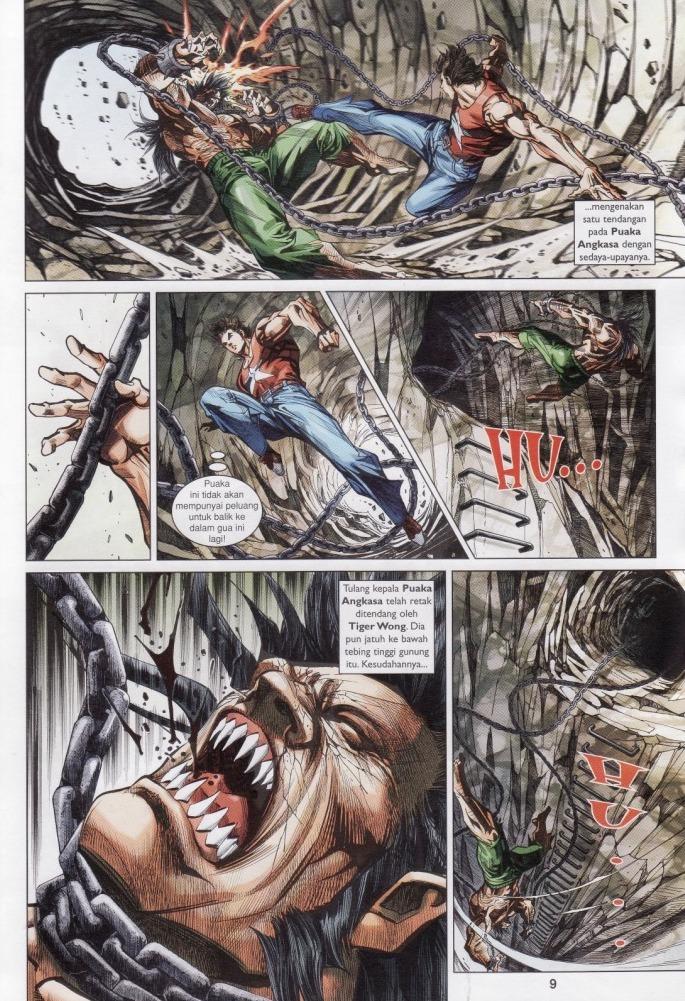 ...mengenakan
satu tendangan
pada Puaka
Angkasa dengan
sedaya-upayanya.
Puaka
ini tidak akan
mempunyai peluang
untuk balik ke
dalam gua ini
lagi!
HU...
Tulang kepala Puaka
Angkasa telah retak
ditendang oleh
Tiger Wong. Dia
pun jatuh ke bawah
tebing tinggi gunung
itu. Kesudahannya...
HU...
9